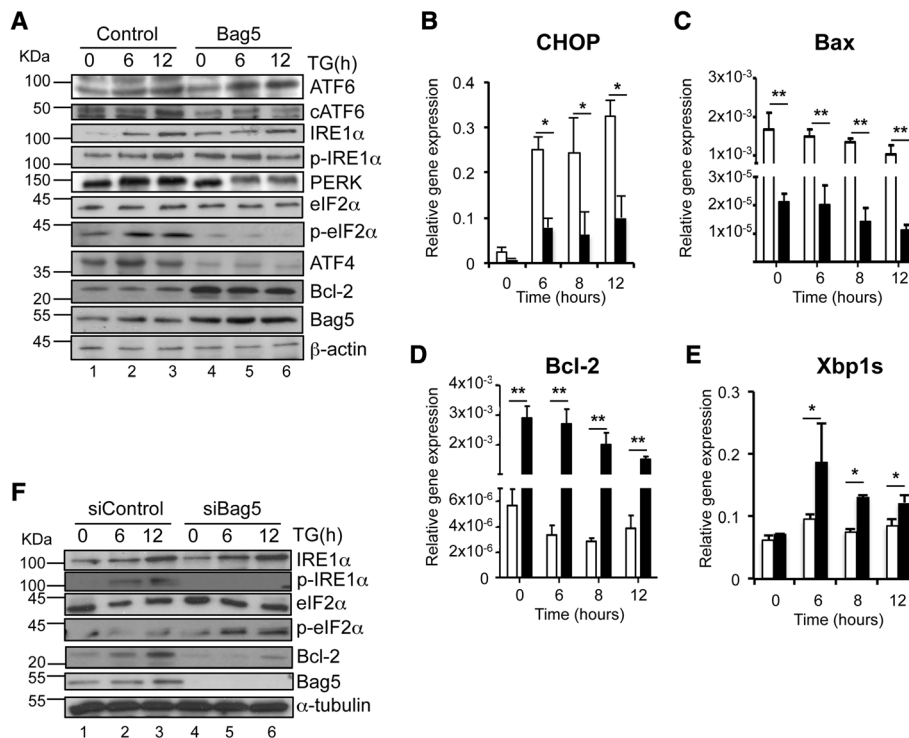 A
Control Bag5
KDa 0 6 12 0 6 12 TG(h)
100 ATF6
50 cATF6
100 IRE1α
100 p-IRE1α
150 PERK
45 eIF2α
45 p-eIF2α
35 ATF4
20 Bcl-2
55 Bag5
45 β-actin
1 2 3 4 5 6
B
CHOP
Relative gene expression
0.4
0.3
0.2
0.1
0
* * *
0 6 8 12
Time (hours)
C
Bax
Relative gene expression
3x10-3
2x10-3
1x10-3
3x10-5
2x10-5
1x10-5
** ** ** **
0 6 8 12
Time (hours)
D
Bcl-2
Relative gene expression
4x10-3
3x10-3
2x10-3
6x10-6
4x10-6
2x10-6
0
** ** ** **
0 6 8 12
Time (hours)
E
Xbp1s
Relative gene expression
0.3
0.2
0.1
0
* * *
0 6 8 12
Time (hours)
F
siControl siBag5
KDa 0 6 12 0 6 12 TG(h)
100 IRE1α
100 p-IRE1α
45 eIF2α
45 p-eIF2α
20 Bcl-2
55 Bag5
55 α-tubulin
1 2 3 4 5 6